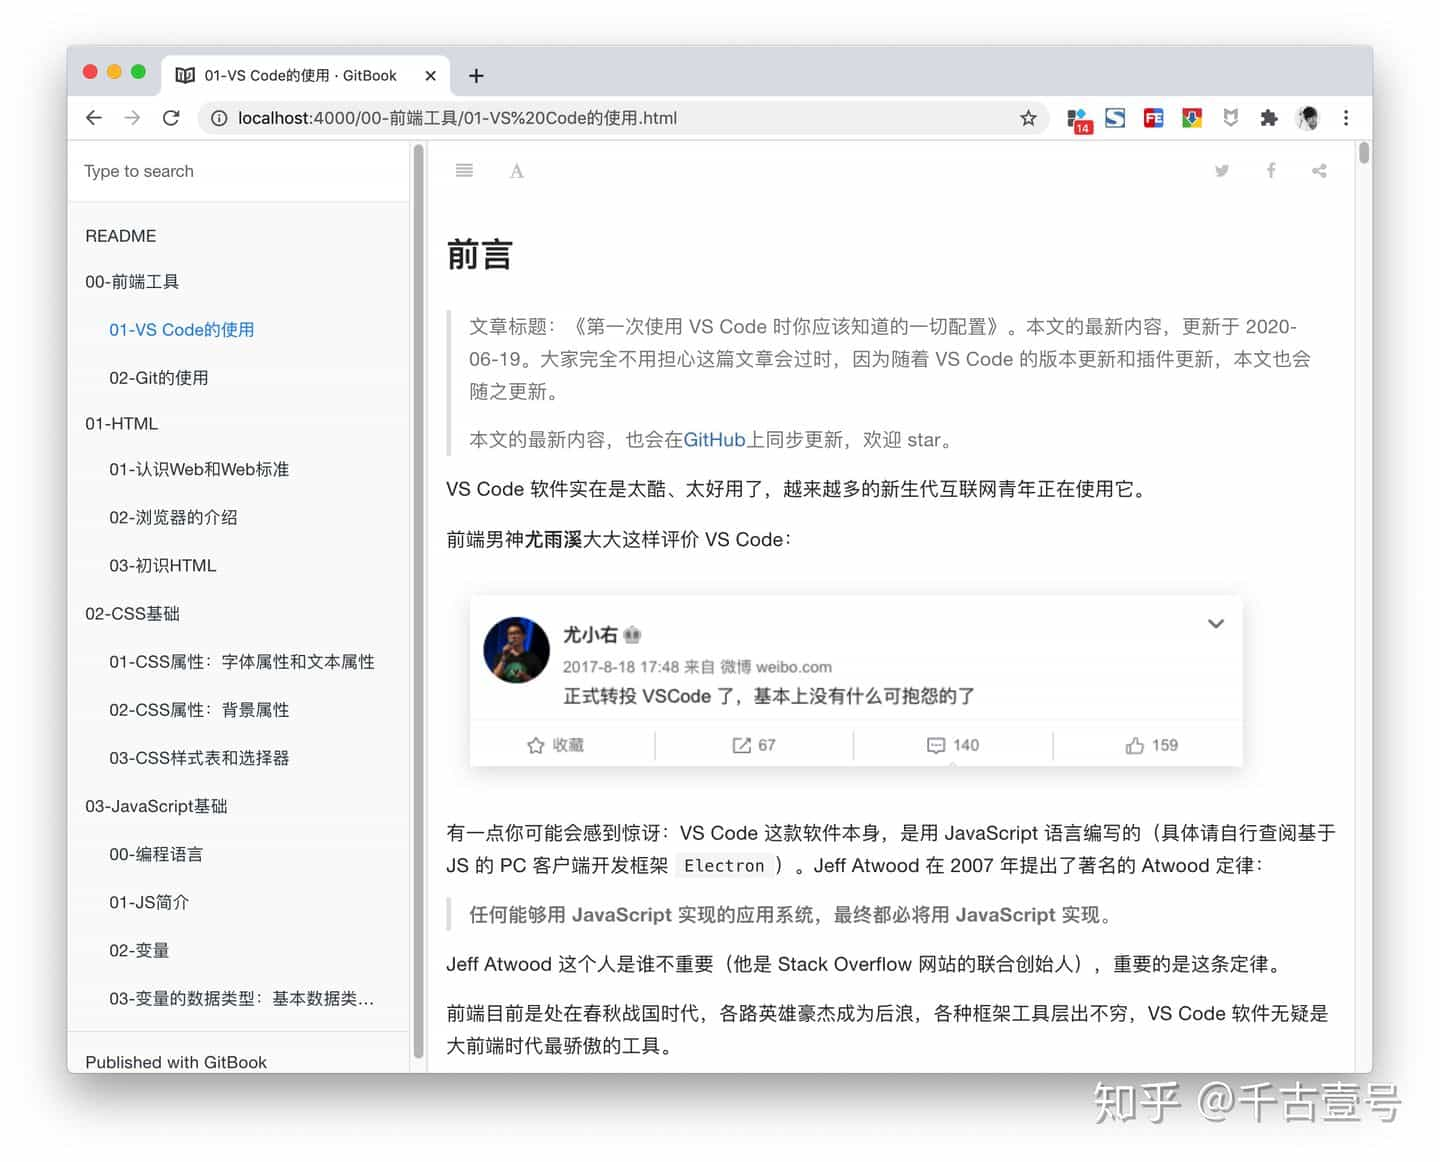 01-VS Code的使用 · GitBook
localhost:4000/00-前端工具/01-VS%20Code的使用.html
14
FE
Type to search
A
README
00-前端工具
01-VS Code的使用
02-Git的使用
01-HTML
01-认识Web和Web标准
02-浏览器的介绍
03-初识HTML
02-CSS基础
01-CSS属性：字体属性和文本属性
02-CSS属性：背景属性
03-CSS样式表和选择器
03-JavaScript基础
00-编程语言
01-JS简介
02-变量
03-变量的数据类型：基本数据类...
Published with GitBook
前言
文章标题：《第一次使用 VS Code 时你应该知道的一切配置》。本文的最新内容，更新于 2020-
06-19。大家完全不用担心这篇文章会过时，因为随着 VS Code 的版本更新和插件更新，本文也会
随之更新。
本文的最新内容，也会在GitHub上同步更新，欢迎 star。
VS Code 软件实在是太酷、太好用了，越来越多的新生代互联网青年正在使用它。
前端男神尤雨溪大大这样评价 VS Code：
尤小右
2017-8-18 17:48 来自 微博 weibo.com
正式转投 VSCode 了，基本上没有什么可抱怨的了
收藏 67 140 159
有一点你可能会感到惊讶：VS Code 这款软件本身，是用 JavaScript 语言编写的（具体请自行查阅基于
JS 的 PC 客户端开发框架 Electron ）。Jeff Atwood 在 2007 年提出了著名的 Atwood 定律：
任何能够用 JavaScript 实现的应用系统，最终都必将用 JavaScript 实现。
Jeff Atwood 这个人是谁不重要（他是 Stack Overflow 网站的联合创始人），重要的是这条定律。
前端目前是处在春秋战国时代，各路英雄豪杰成为后浪，各种框架工具层出不穷，VS Code 软件无疑是
大前端时代最骄傲的工具。
知乎 @千古壹号